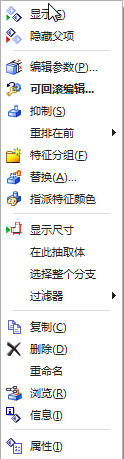 显示(S)
隐藏父项
编辑参数(P)...
可回滚编辑...
抑制(S)
重排在前
特征分组(F)
替换(A)...
指派特征颜色
显示尺寸
在此抽取体
选择整个分支
过滤器
复制(C)
删除(D)
重命名
浏览(R)
信息(I)
属性(I)